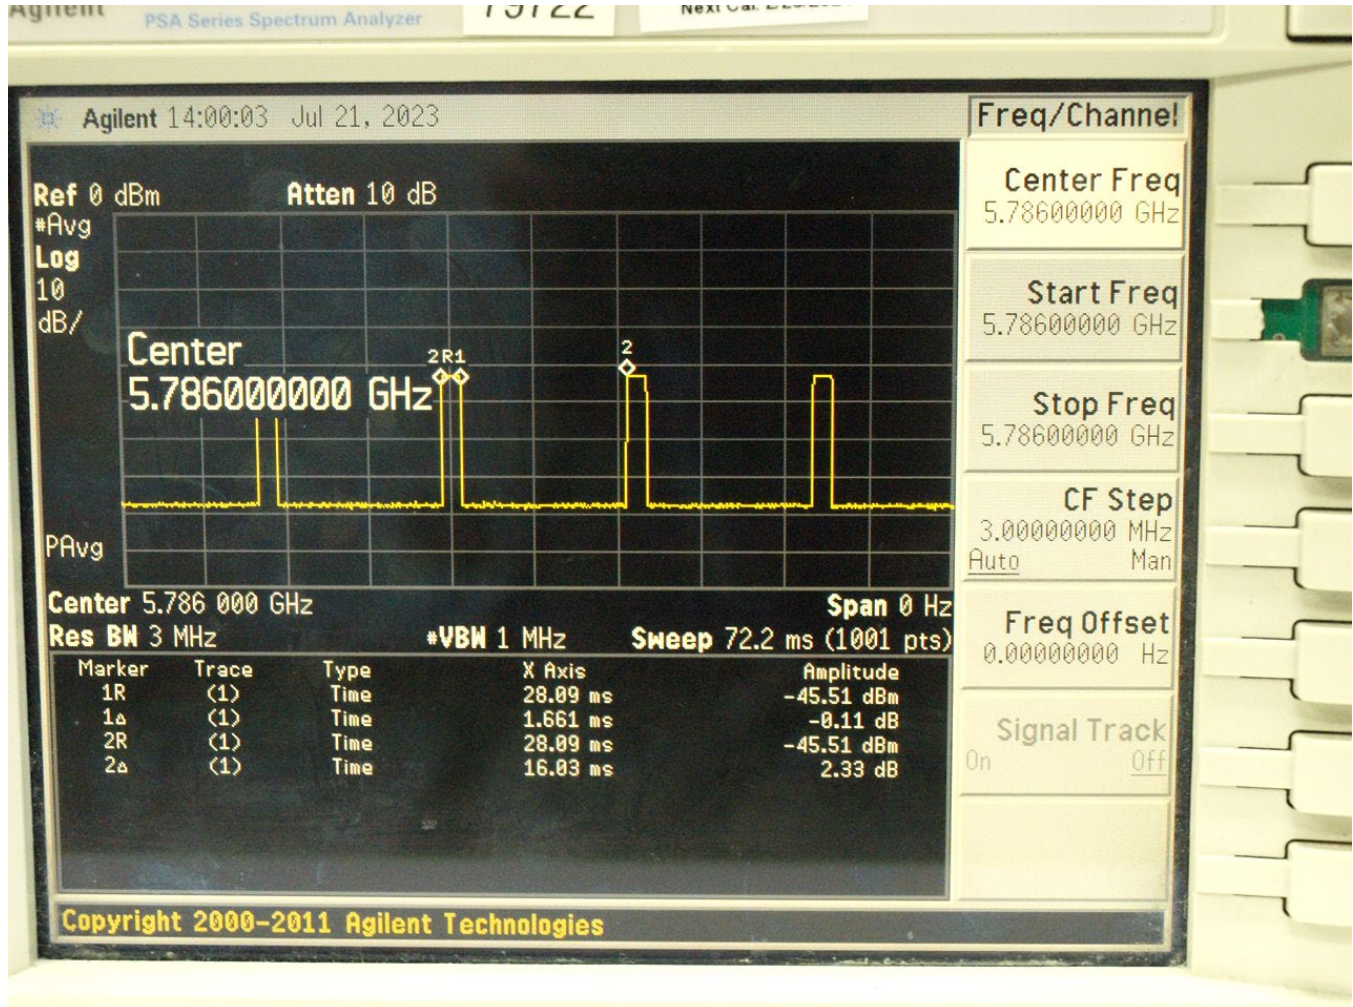 Agilent
PSA Series Spectrum Analyzer
79722
Agilent 14:00:03 Jul 21, 2023
Freq/Channel
Ref 0 dBm Atten 10 dB
#Avg
Log
10
dB/
Center
5.786000000 GHz
2R1
2
PAvg
Center 5.786 000 GHz Span 0 Hz
Res BW 3 MHz #VBW 1 MHz Sweep 72.2 ms (1001 pts)
Marker Trace Type X Axis Amplitude
1R (1) Time 28.09 ms -45.51 dBm
1Δ (1) Time 1.661 ms -0.11 dB
2R (1) Time 28.09 ms -45.51 dBm
2Δ (1) Time 16.03 ms 2.33 dB
Copyright 2000-2011 Agilent Technologies
Center Freq
5.78600000 GHz
Start Freq
5.78600000 GHz
Stop Freq
5.78600000 GHz
CF Step
3.00000000 MHz
Auto Man
Freq Offset
0.00000000 Hz
Signal Track
On Off